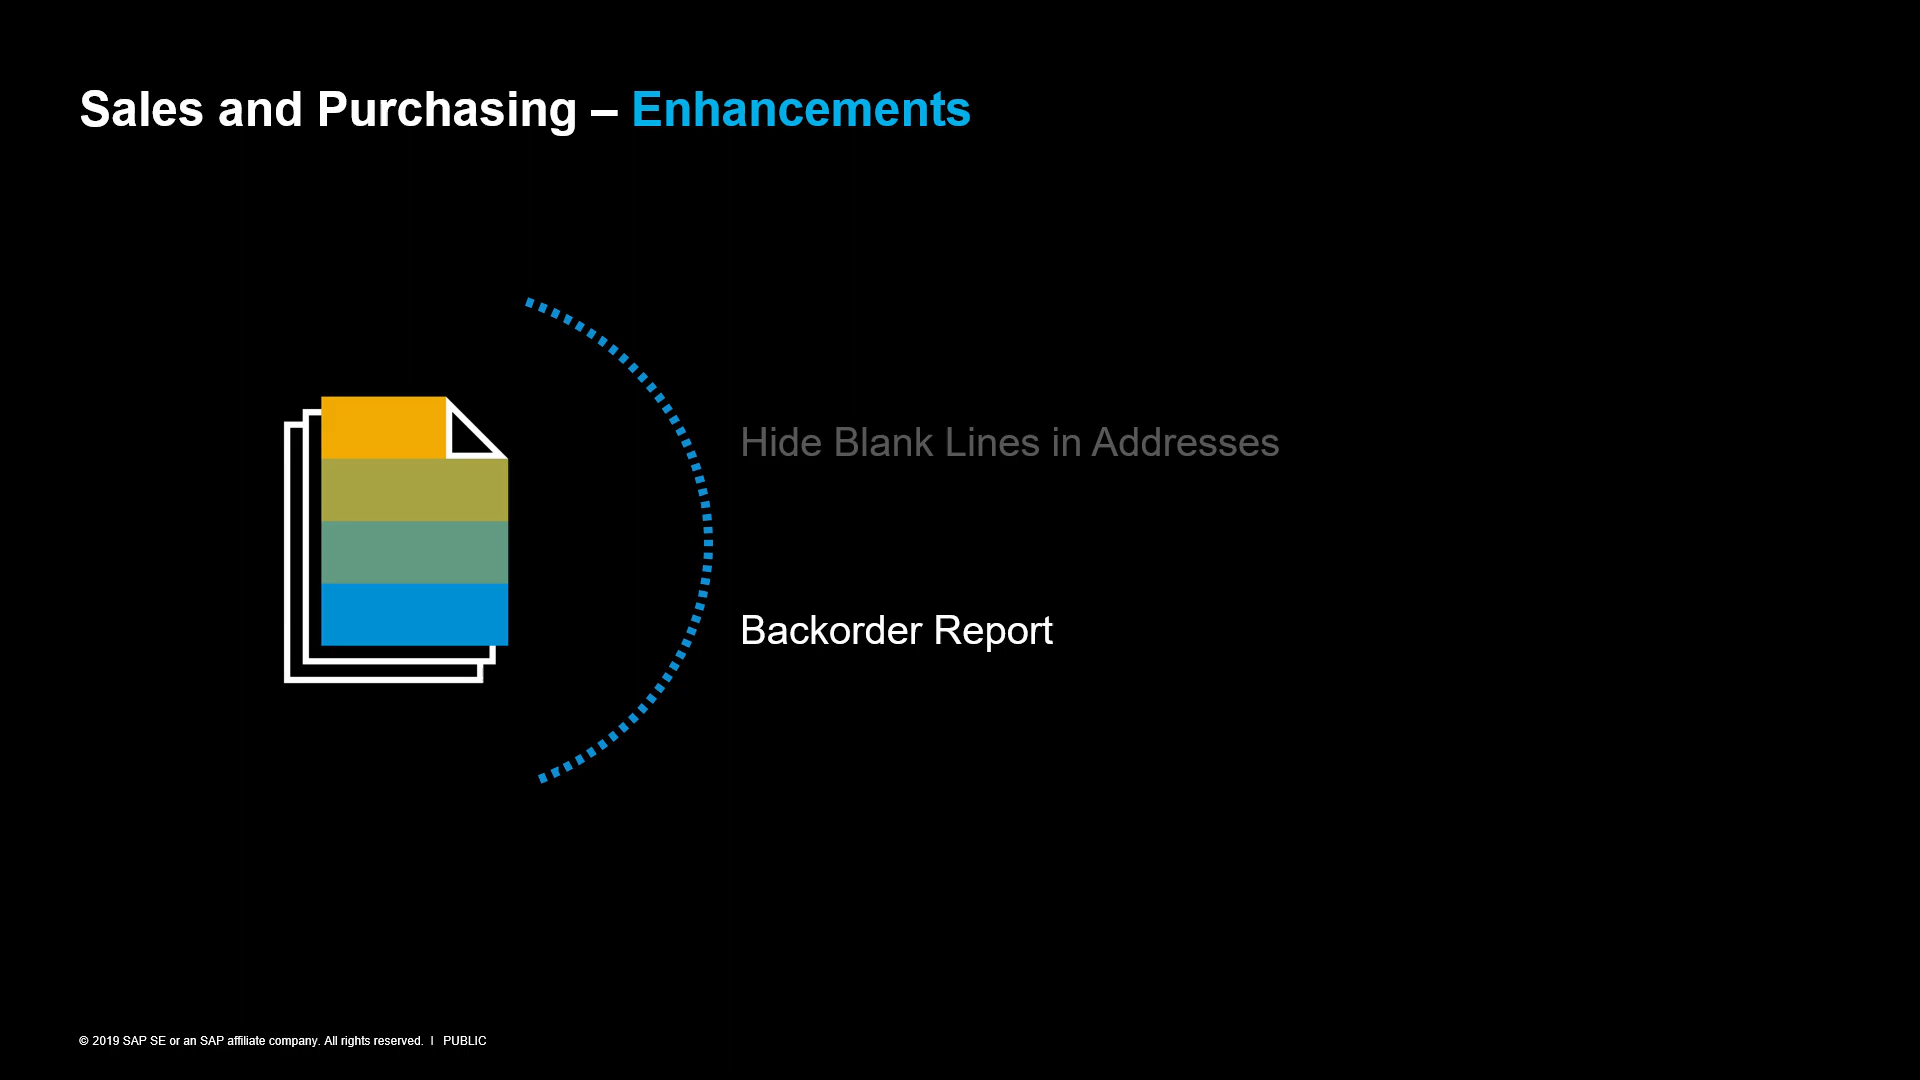 Sales and Purchasing – Enhancements
Hide Blank Lines in Addresses
Backorder Report
© 2019 SAP SE or an SAP affiliate company. All rights reserved. I PUBLIC